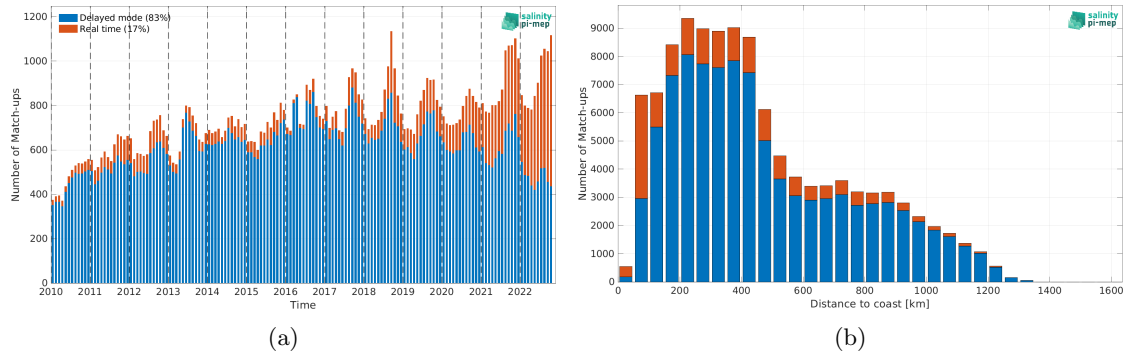 Delayed mode (83%)
Real time (17%)
salinity
pi-mep
Number of Match-ups
1200
1000
800
600
400
200
0
2010 2011 2012 2013 2014 2015 2016 2017 2018 2019 2020 2021 2022
Time
(a)
salinity
pi-mep
Number of Match-ups
9000
8000
7000
6000
5000
4000
3000
2000
1000
0
0 200 400 600 800 1000 1200 1400 1600
Distance to coast [km]
(b)